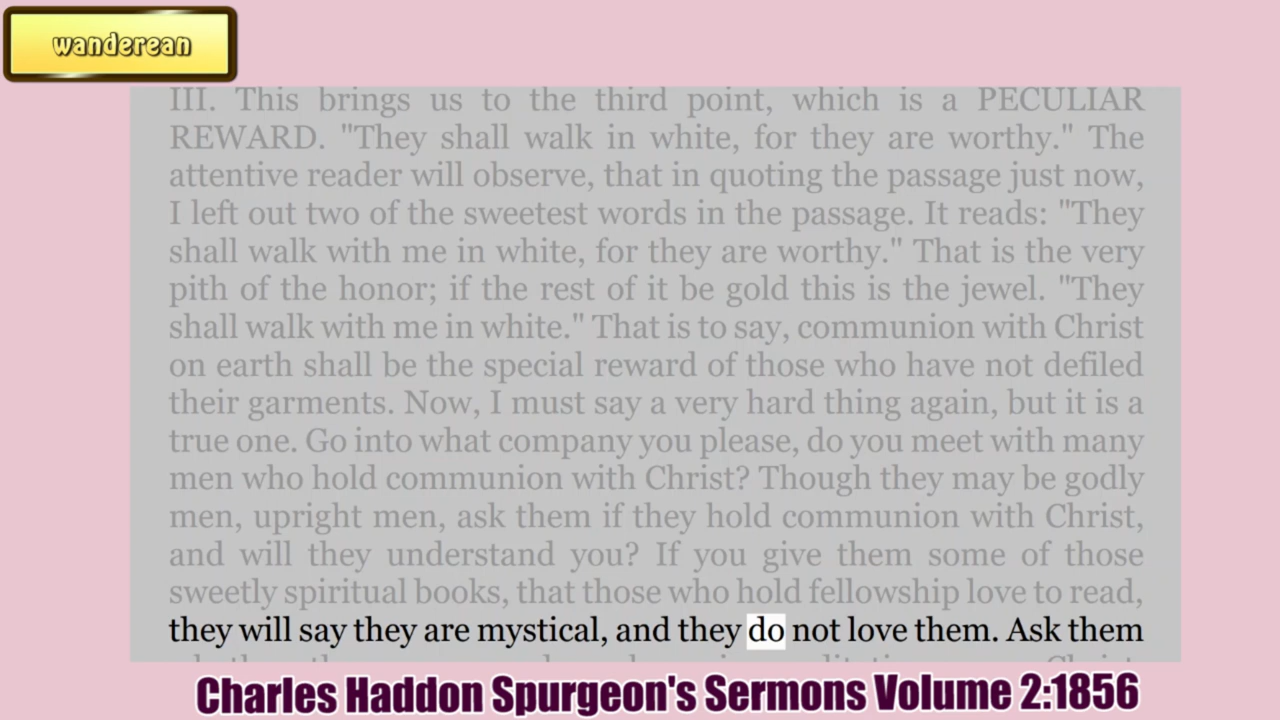 wanderean
III. This brings us to the third point, which is a PECULIAR
REWARD. "They shall walk in white, for they are worthy." The
attentive reader will observe, that in quoting the passage just now,
I left out two of the sweetest words in the passage. It reads: "They
shall walk with me in white, for they are worthy." That is the very
pith of the honor; if the rest of it be gold this is the jewel. "They
shall walk with me in white." That is to say, communion with Christ
on earth shall be the special reward of those who have not defiled
their garments. Now, I must say a very hard thing again, but it is a
true one. Go into what company you please, do you meet with many
men who hold communion with Christ? Though they may be godly
men, upright men, ask them if they hold communion with Christ,
and will they understand you? If you give them some of those
sweetly spiritual books, that those who hold fellowship love to read,
they will say they are mystical, and they do not love them. Ask them
Charles Haddon Spurgeon's Sermons Volume 2:1856